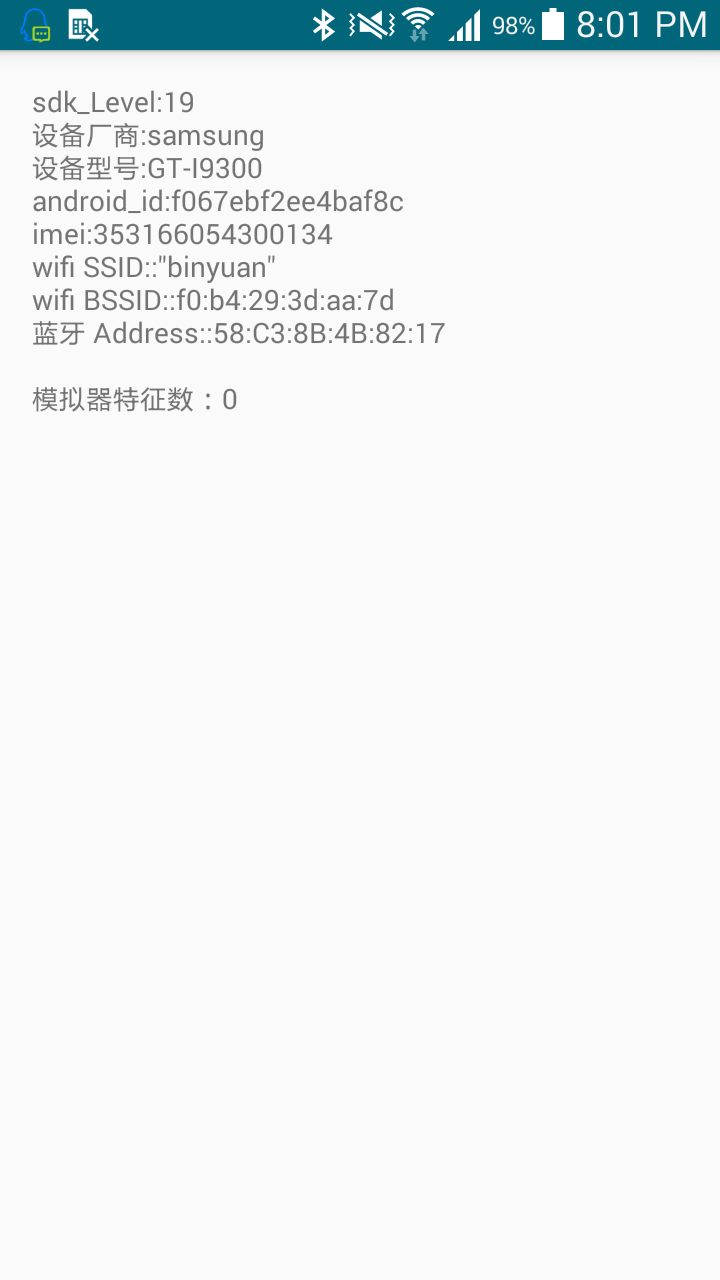 98% 8:01 PM
sdk_Level:19
设备厂商:samsung
设备型号:GT-I9300
android_id:f067ebf2ee4baf8c
imei:353166054300134
wifi SSID::"binyuan"
wifi BSSID::f0:b4:29:3d:aa:7d
蓝牙 Address::58:C3:8B:4B:82:17
模拟器特征数：0